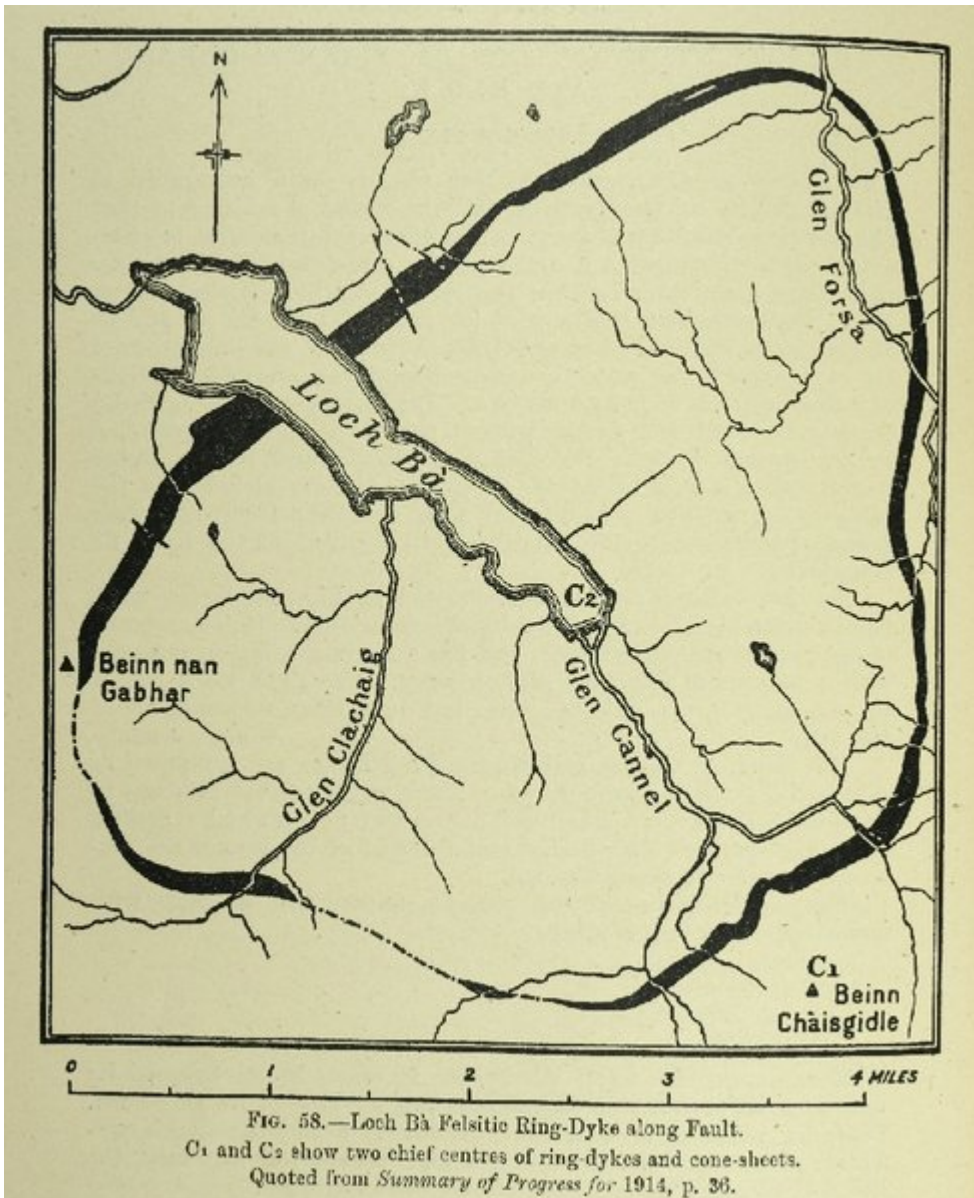 N
Glen Forsa
Loch Bà
C2
Beinn nan
Gabhar
Glen Clachaig
Glen Cannel
C1
Beinn
Chàisgidle
0 1 2 3 4 MILES
FIG. 58.—Loch Bà Felsitic Ring-Dyke along Fault.
C1 and C2 show two chief centres of ring-dykes and cone-sheets.
Quoted from Summary of Progress for 1914, p. 36.